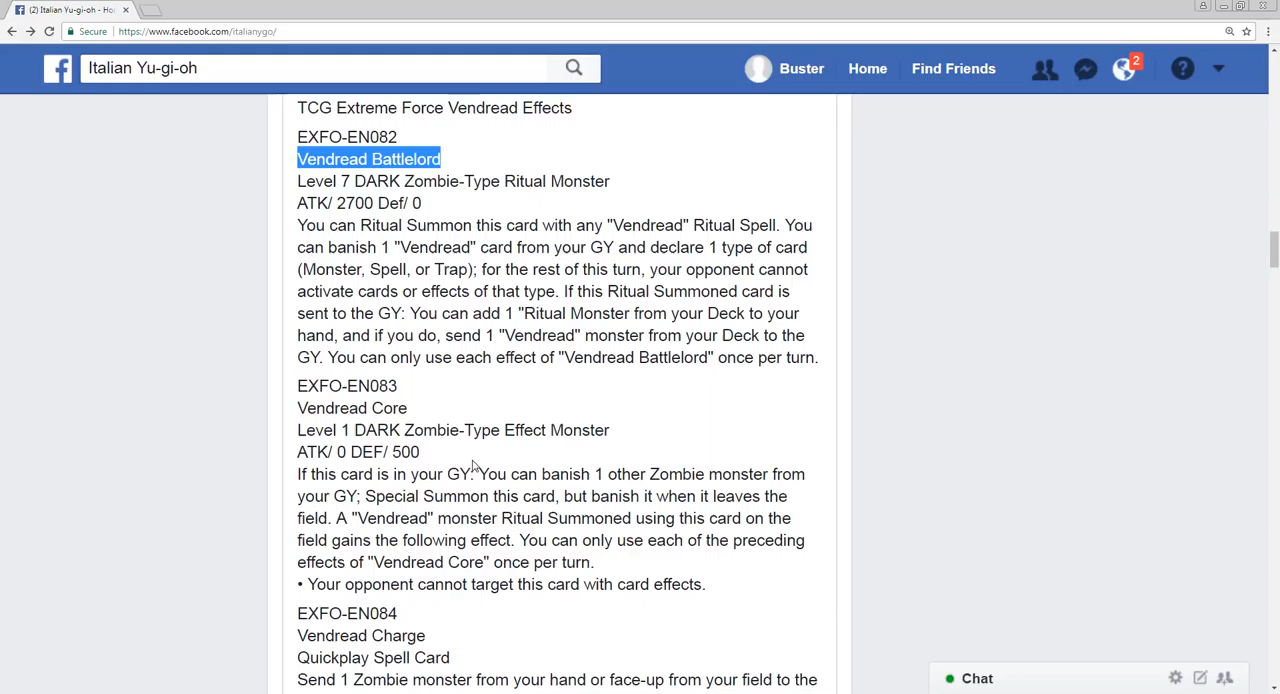 (2) Italian Yu-gi-oh - Ho
Secure
https://www.facebook.com/italianygo/
Italian Yu-gi-oh
Buster
Home
Find Friends
2
TCG Extreme Force Vendread Effects
EXFO-EN082
Vendread Battlelord
Level 7 DARK Zombie-Type Ritual Monster
ATK/ 2700 Def/ 0
You can Ritual Summon this card with any "Vendread" Ritual Spell. You
can banish 1 "Vendread" card from your GY and declare 1 type of card
(Monster, Spell, or Trap); for the rest of this turn, your opponent cannot
activate cards or effects of that type. If this Ritual Summoned card is
sent to the GY: You can add 1 "Ritual Monster from your Deck to your
hand, and if you do, send 1 "Vendread" monster from your Deck to the
GY. You can only use each effect of "Vendread Battlelord" once per turn.
EXFO-EN083
Vendread Core
Level 1 DARK Zombie-Type Effect Monster
ATK/ 0 DEF/ 500
If this card is in your GY: You can banish 1 other Zombie monster from
your GY; Special Summon this card, but banish it when it leaves the
field. A "Vendread" monster Ritual Summoned using this card on the
field gains the following effect. You can only use each of the preceding
effects of "Vendread Core" once per turn.
• Your opponent cannot target this card with card effects.
EXFO-EN084
Vendread Charge
Quickplay Spell Card
Send 1 Zombie monster from your hand or face-up from your field to the
Chat